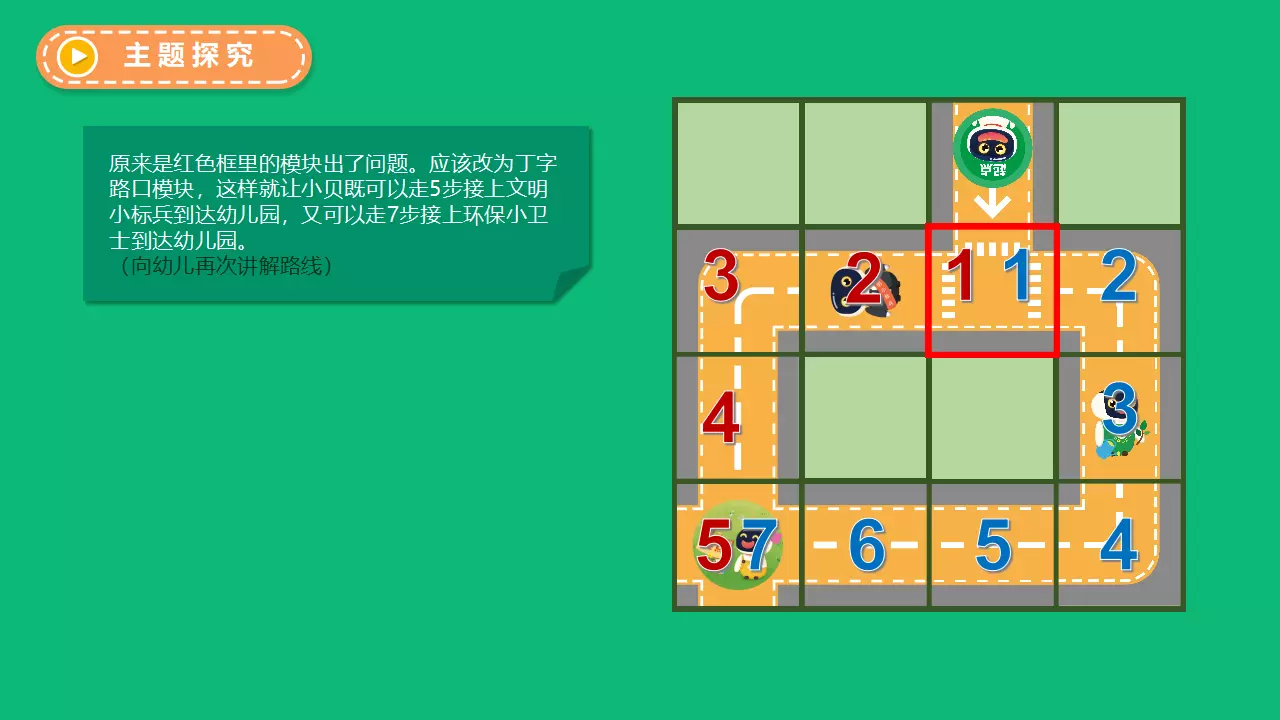 主题探究
原来是红色框里的模块出了问题。应该改为丁字
路口模块，这样就让小贝既可以走5步接上文明
小标兵到达幼儿园，又可以走7步接上环保小卫
士到达幼儿园。
（向幼儿再次讲解路线）
3 2 1 1 2
4 3
5 7 6 5 4